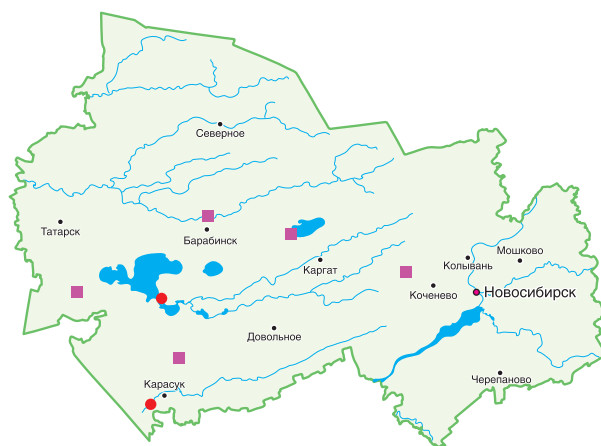 Северное
Татарск
Барабинск
Мошково
Колывань
Каргат
Коченево
Новосибирск
Довольное
Черепаново
Карасук